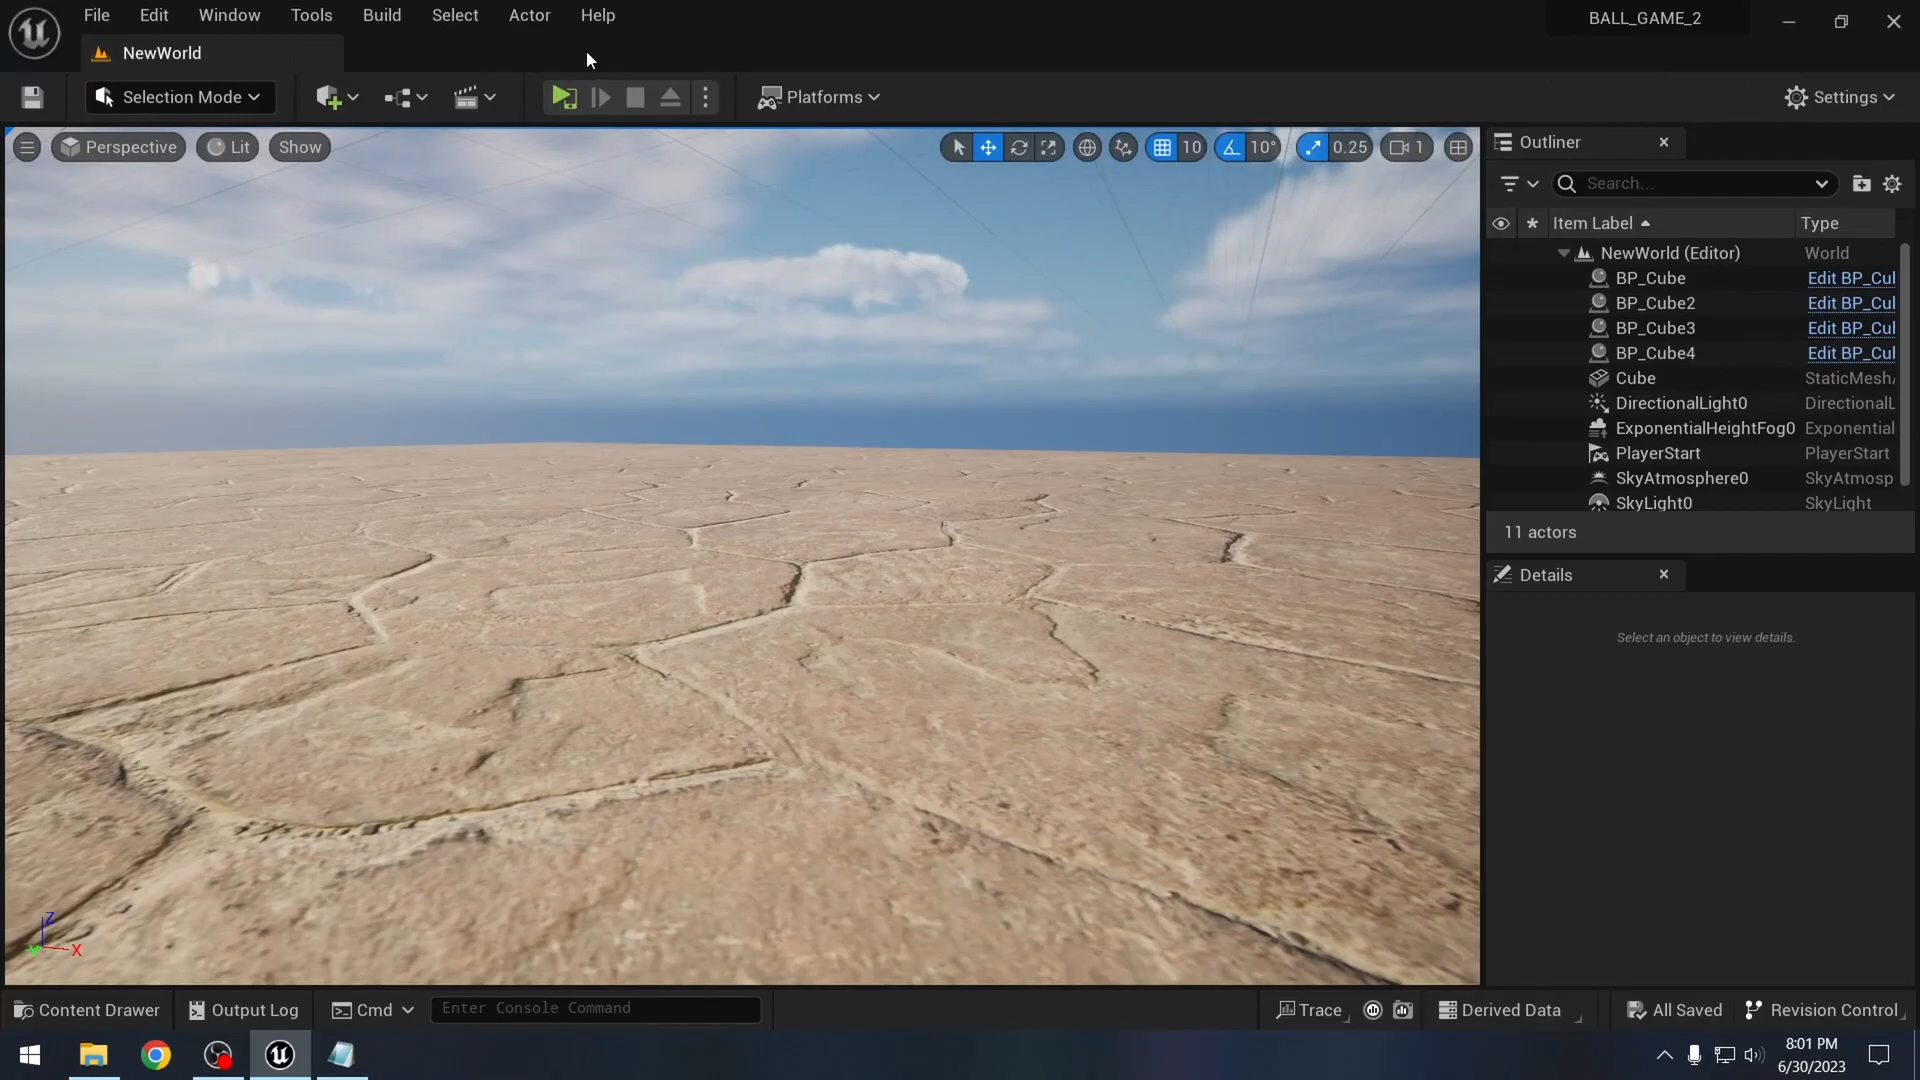 File Edit Window Tools Build Select Actor Help
BALL_GAME_2
NewWorld
Selection Mode
Platforms
Settings
Perspective Lit Show
10 10° 0.25 1
Outliner
Search...
Item Label Type
NewWorld (Editor) World
BP_Cube Edit BP_Cul
BP_Cube2 Edit BP_Cul
BP_Cube3 Edit BP_Cul
BP_Cube4 Edit BP_Cul
Cube StaticMesh
DirectionalLight0 DirectionalL
ExponentialHeightFog0 Exponential
PlayerStart PlayerStart
SkyAtmosphere0 SkyAtmosp
SkyLight0 SkyLight
11 actors
Details
Select an object to view details.
Z
X
Content Drawer Output Log Cmd Enter Console Command
Trace Derived Data All Saved Revision Control
8:01 PM
6/30/2023